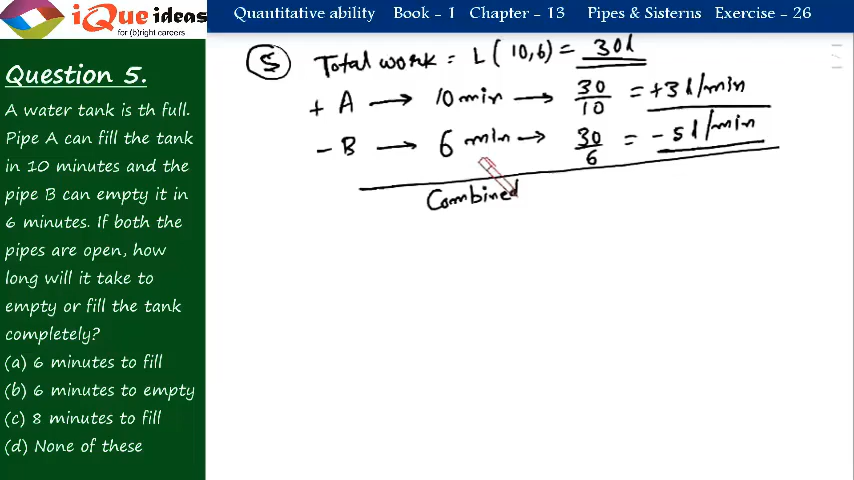 iQue ideas
for (b)right careers
Quantitative ability Book - 1 Chapter - 13 Pipes & Sisterns Exercise - 26
Question 5.
A water tank is th full.
Pipe A can fill the tank
in 10 minutes and the
pipe B can empty it in
6 minutes. If both the
pipes are open, how
long will it take to
empty or fill the tank
completely?
(a) 6 minutes to fill
(b) 6 minutes to empty
(c) 8 minutes to fill
(d) None of these
5 Total work = L (10,6) = 30l
+ A → 10 min → 30/10 = +3 l/min
- B → 6 min → 30/6 = -5 l/min
Combined